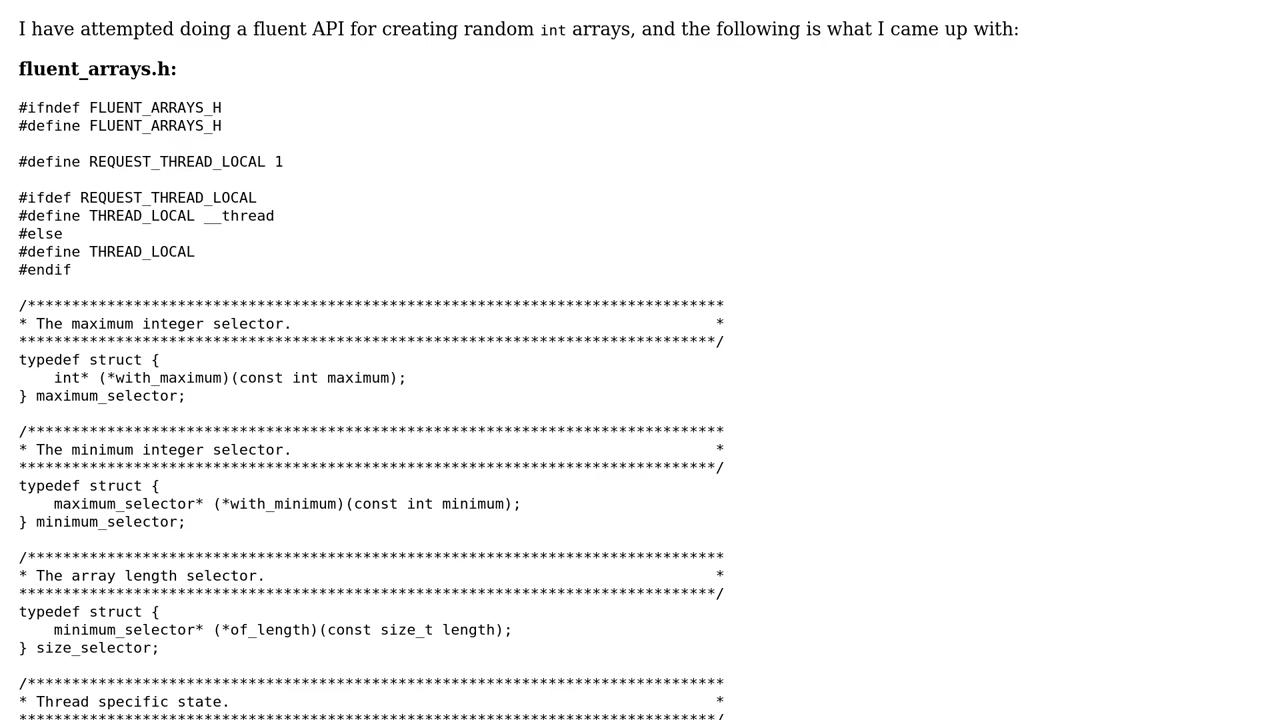 I have attempted doing a fluent API for creating random int arrays, and the following is what I came up with:
fluent_arrays.h:
#ifndef FLUENT_ARRAYS_H
#define FLUENT_ARRAYS_H
#define REQUEST_THREAD_LOCAL 1
#ifdef REQUEST_THREAD_LOCAL
#define THREAD_LOCAL __thread
#else
#define THREAD_LOCAL
#endif
/*******************************************************************************
* The maximum integer selector.                                                *
*******************************************************************************/
typedef struct {
    int* (*with_maximum)(const int maximum);
} maximum_selector;
/*******************************************************************************
* The minimum integer selector.                                                *
*******************************************************************************/
typedef struct {
    maximum_selector* (*with_minimum)(const int minimum);
} minimum_selector;
/*******************************************************************************
* The array length selector.                                                   *
*******************************************************************************/
typedef struct {
    minimum_selector* (*of_length)(const size_t length);
} size_selector;
/*******************************************************************************
* Thread specific state.                                                       *
*******************************************************************************/